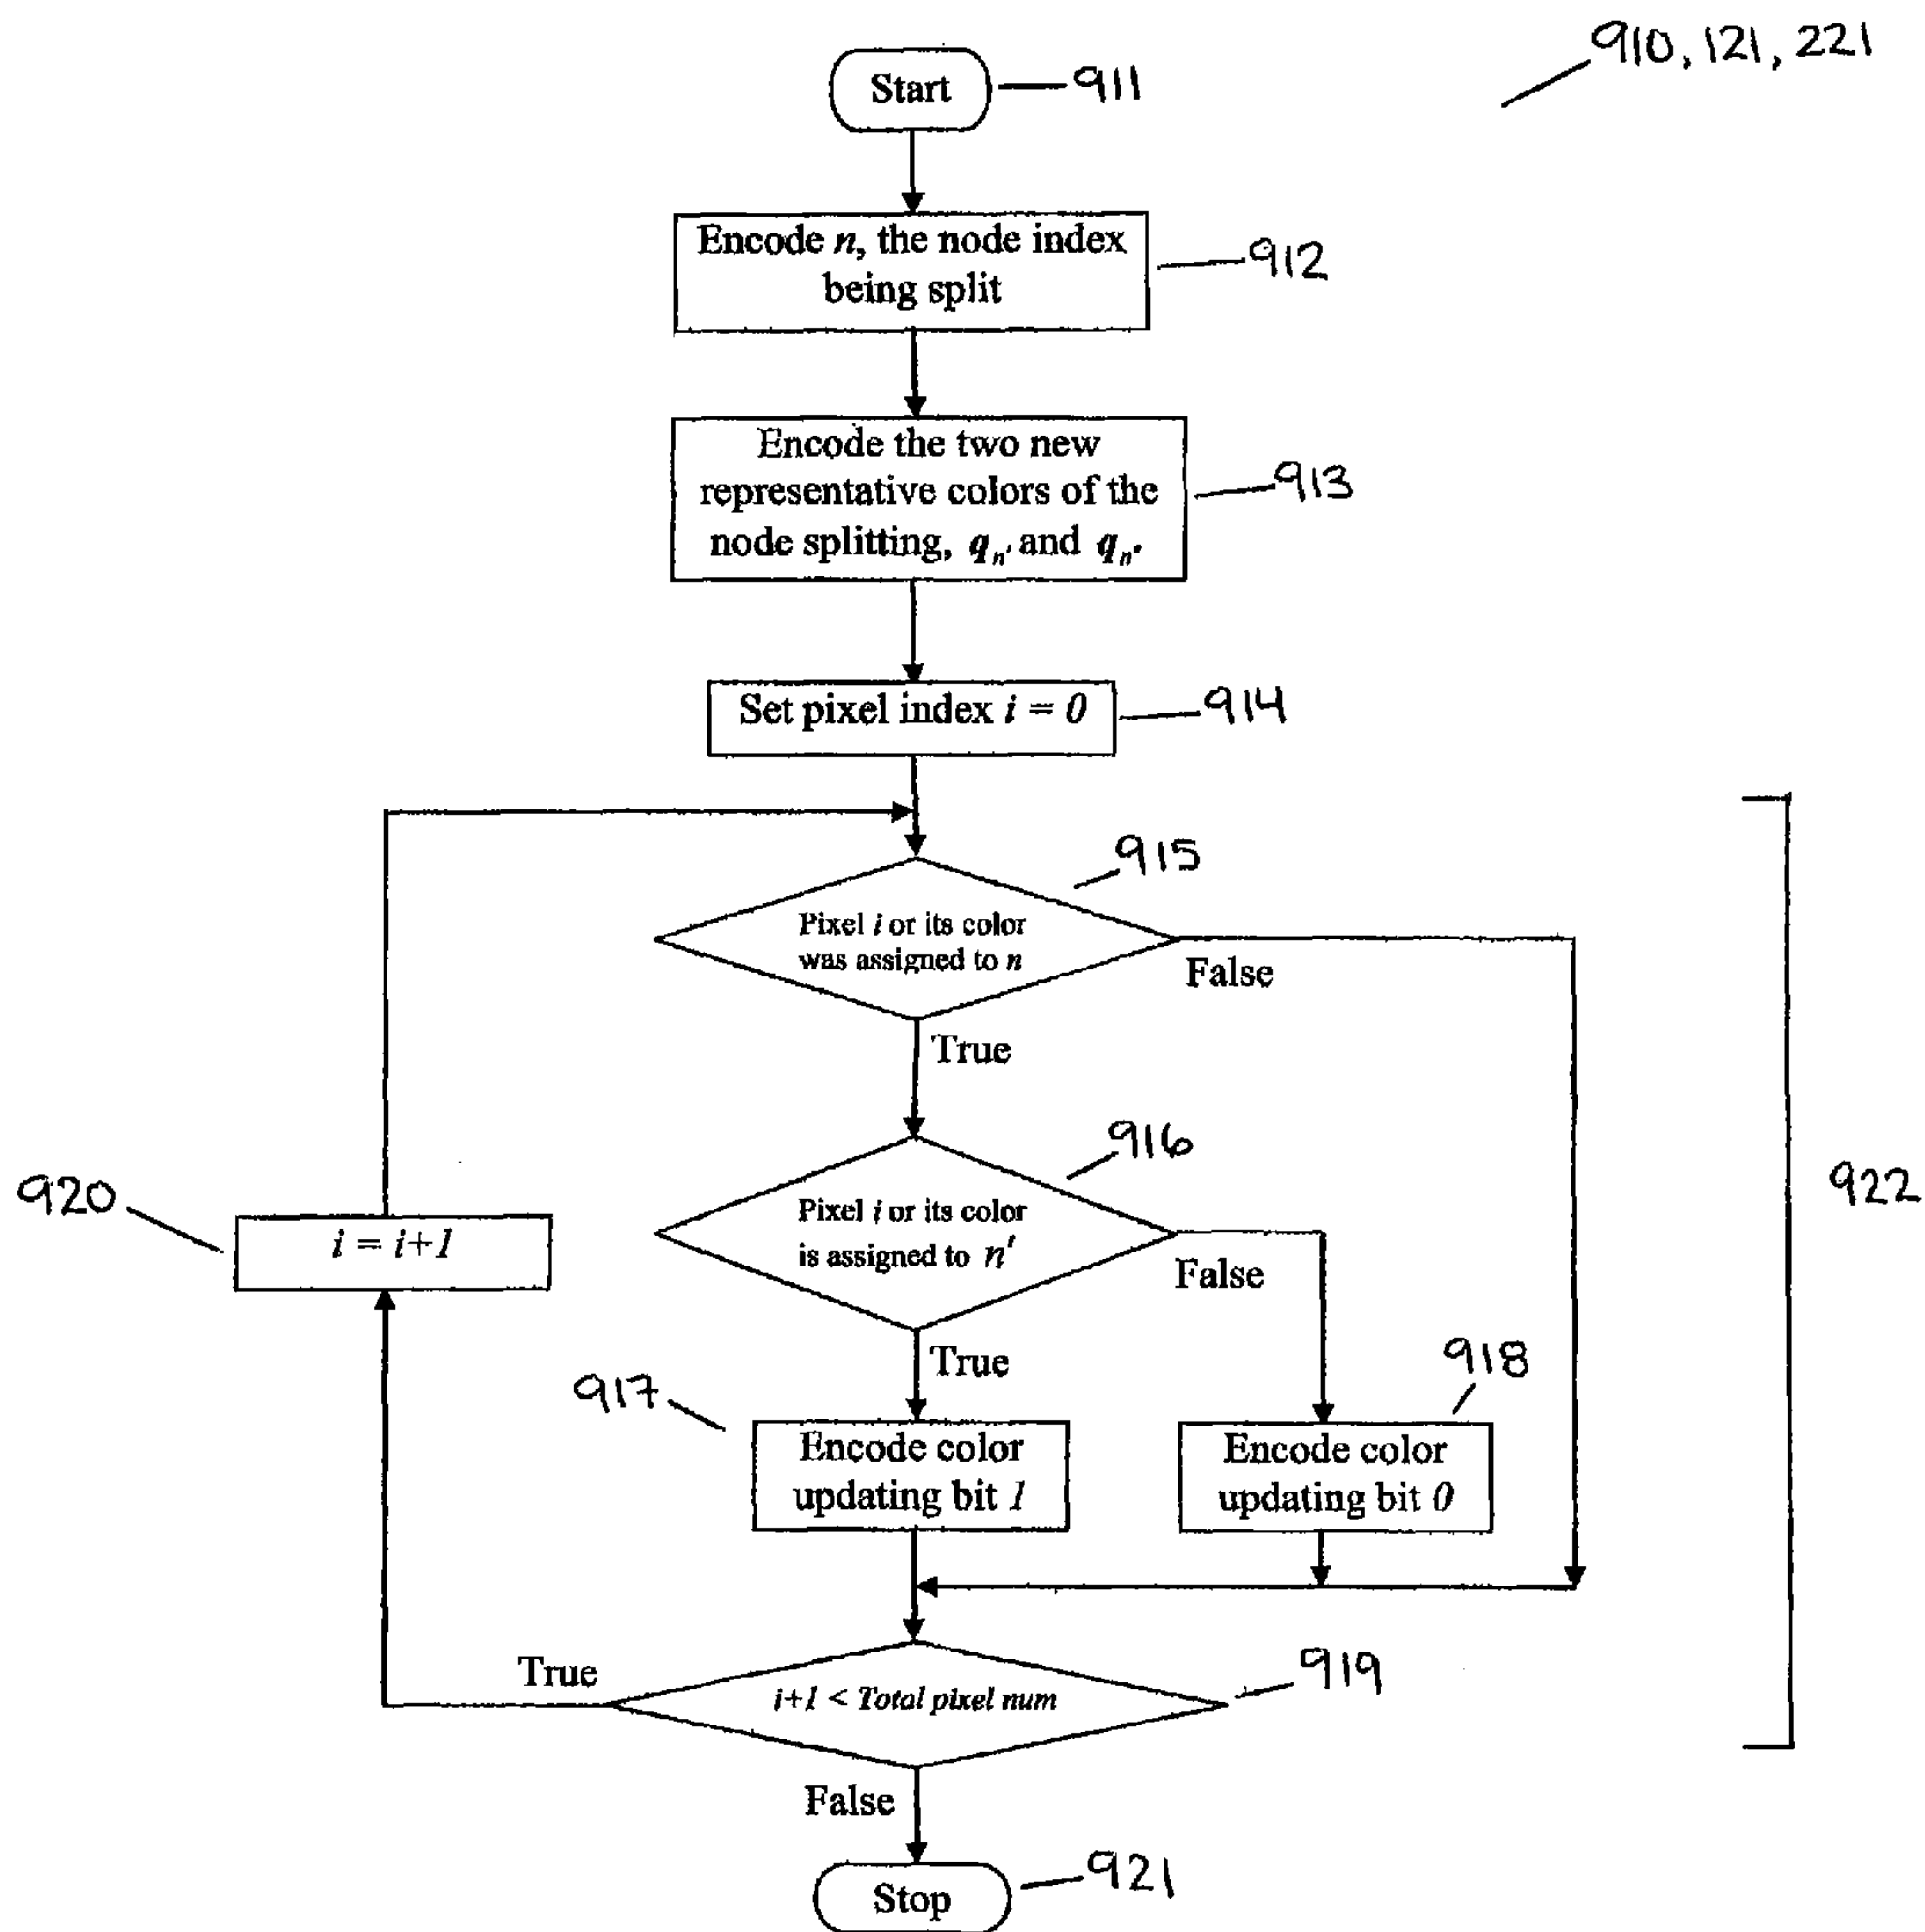 910, 121, 221
Start
911
Encode n, the node index
being split
912
Encode the two new
representative colors of the
node splitting, qn' and qn"
913
Set pixel index i = 0
914
915
Pixel i or its color
was assigned to n
False
True
916
Pixel i or its color
is assigned to n'
False
True
920
i = i+1
922
917
Encode color
updating bit 1
918
Encode color
updating bit 0
True
i+1 < Total pixel num
919
False
Stop
921